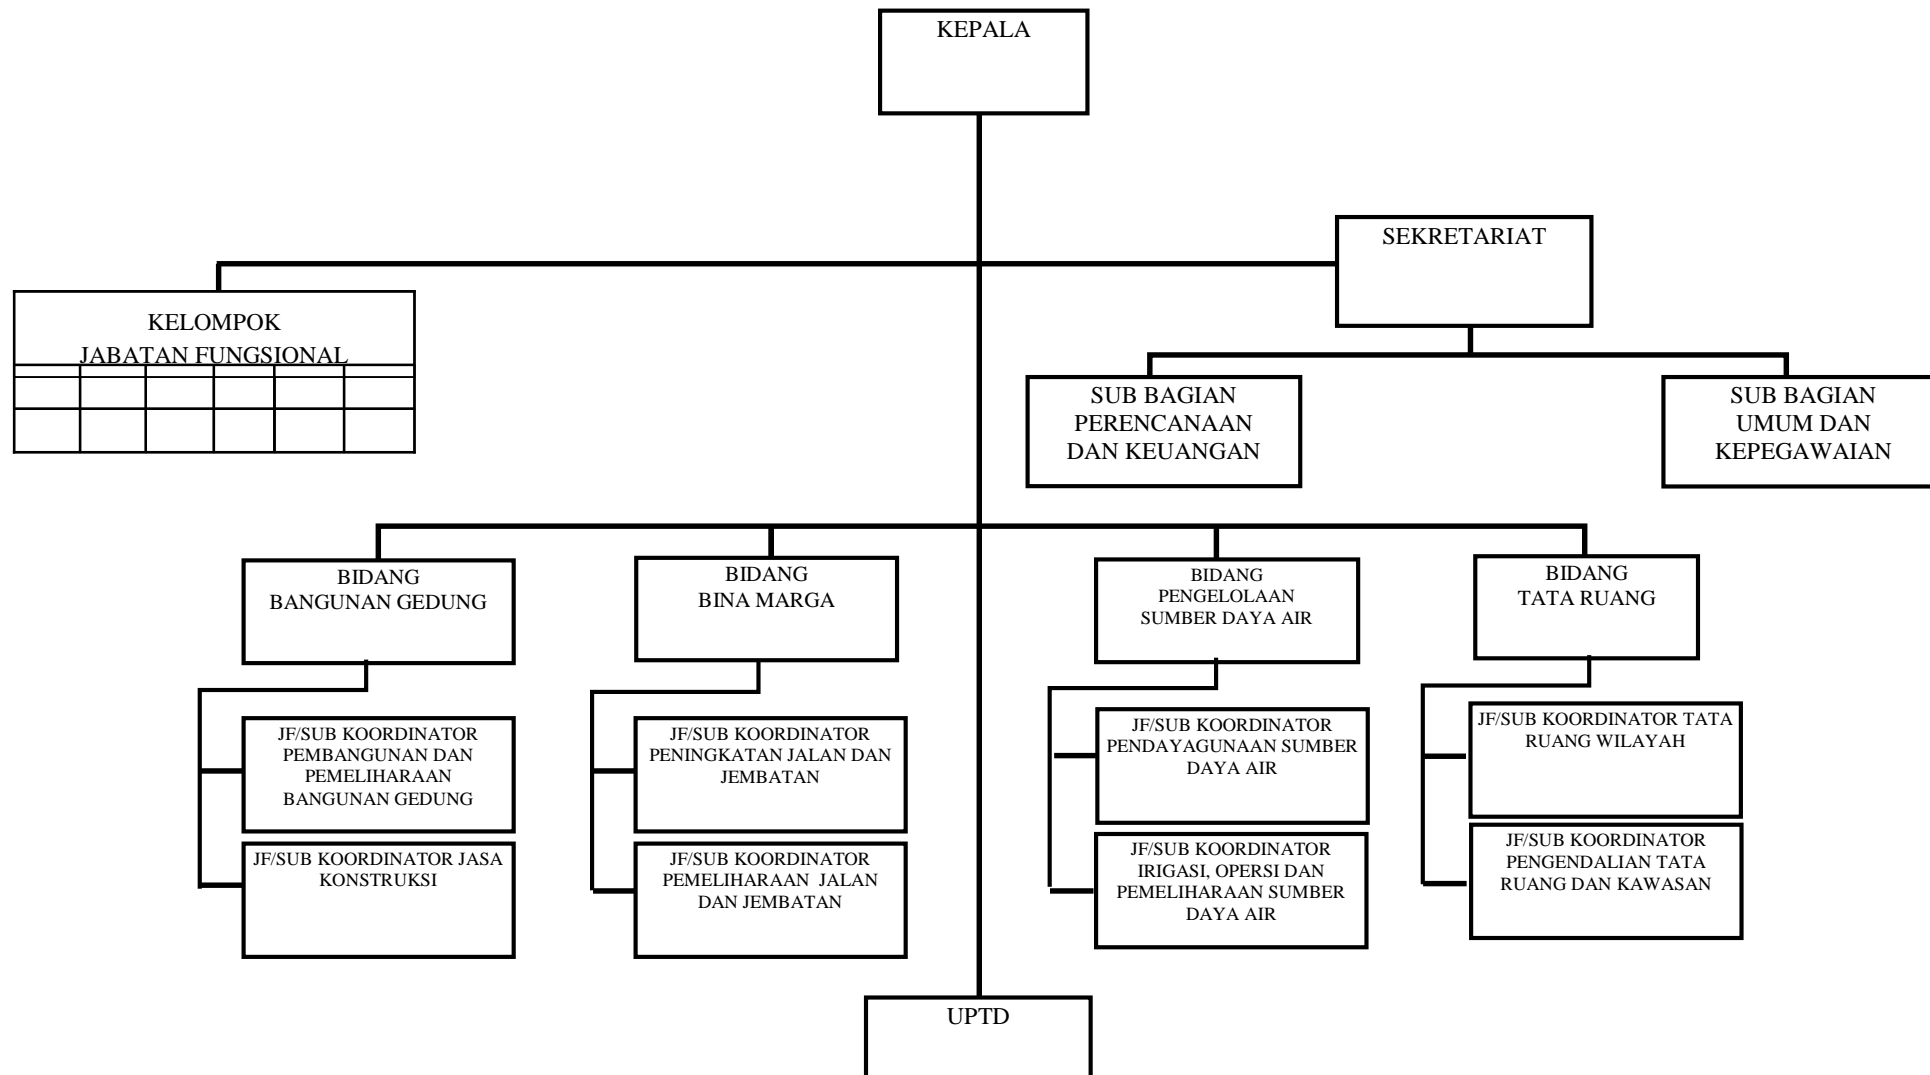 KEPALA
SEKRETARIAT
KELOMPOK
JABATAN FUNGSIONAL
SUB BAGIAN
PERENCANAAN
DAN KEUANGAN
SUB BAGIAN
UMUM DAN
KEPEGAWAIAN
BIDANG
BANGUNAN GEDUNG
BIDANG
BINA MARGA
BIDANG
PENGELOLAAN
SUMBER DAYA AIR
BIDANG
TATA RUANG
JF/SUB KOORDINATOR
PEMBANGUNAN DAN
PEMELIHARAAN
BANGUNAN GEDUNG
JF/SUB KOORDINATOR
PENINGKATAN JALAN DAN
JEMBATAN
JF/SUB KOORDINATOR
PENDAYAGUNAAN SUMBER
DAYA AIR
JF/SUB KOORDINATOR TATA
RUANG WILAYAH
JF/SUB KOORDINATOR JASA
KONSTRUKSI
JF/SUB KOORDINATOR
PEMELIHARAAN JALAN
DAN JEMBATAN
JF/SUB KOORDINATOR
IRIGASI, OPERSI DAN
PEMELIHARAAN SUMBER
DAYA AIR
JF/SUB KOORDINATOR
PENGENDALIAN TATA
RUANG DAN KAWASAN
UPTD